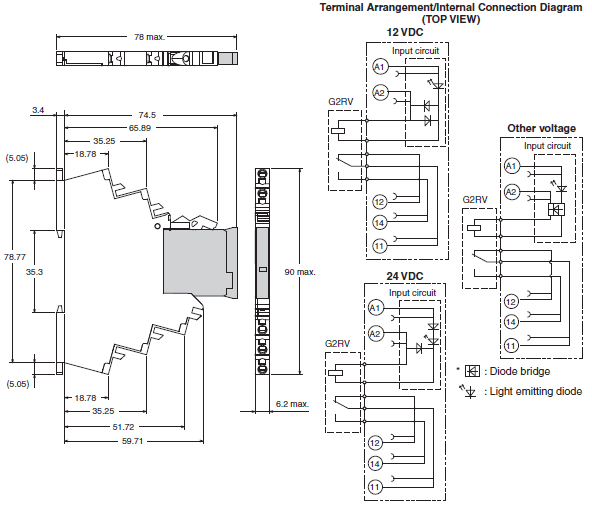 Terminal Arrangement/Internal Connection Diagram
(TOP VIEW)
78 max.
3.4
74.5
65.89
35.25
18.78
(5.05)
78.77
35.3
(5.05)
18.78
35.25
51.72
59.71
90 max.
6.2 max.
12 VDC
Input circuit
A1
A2
G2RV
12
14
11
24 VDC
Input circuit
A1
A2
G2RV
12
14
11
Other voltage
Input circuit
A1
A2
G2RV
12
14
11
* : Diode bridge
: Light emitting diode